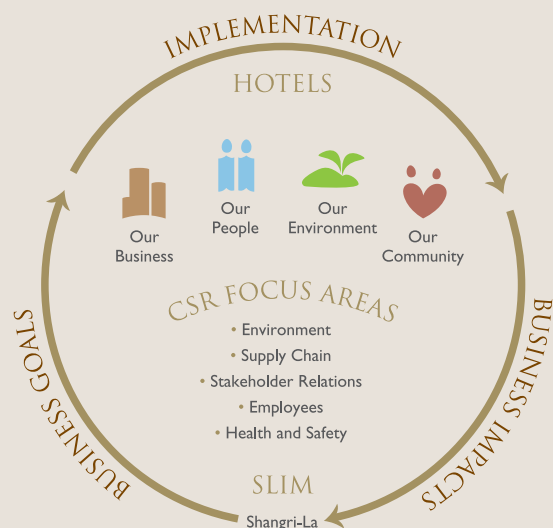 IMPLEMENTATION
HOTELS
Our
Business
Our
People
Our
Environment
Our
Community
CSR FOCUS AREAS
• Environment
• Supply Chain
• Stakeholder Relations
• Employees
• Health and Safety
BUSINESS GOALS
BUSINESS IMPACTS
SLIM
Shangri-La